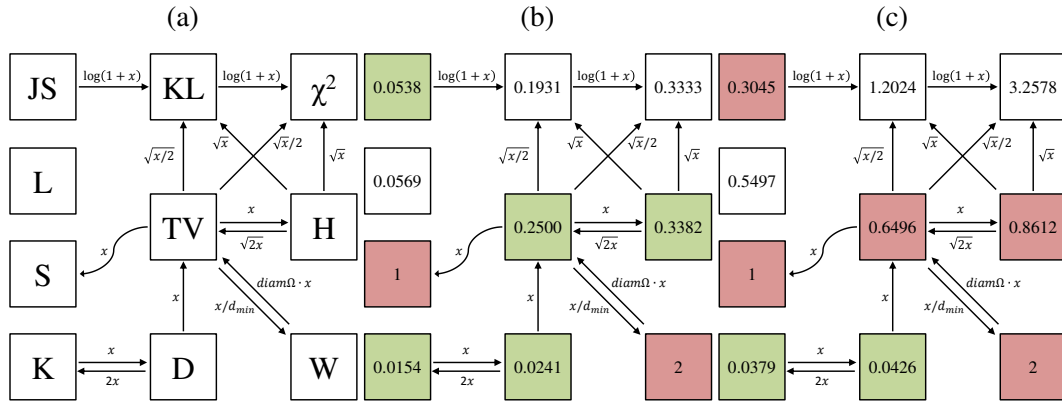 (a)
(b)
(c)
JS
log(1 + x)
KL
log(1 + x)
χ²
0.0538
log(1 + x)
0.1931
log(1 + x)
0.3333
0.3045
log(1 + x)
1.2024
log(1 + x)
3.2578
√x/2
√x
√x/2
√x
√x/2
√x
√x/2
√x
√x/2
√x
√x/2
√x
L
0.0569
0.5497
TV
x
√2x
H
0.2500
x
√2x
0.3382
0.6496
x
√2x
0.8612
S
x
1
x
1
x
x
diamΩ · x
x/d_min
x
diamΩ · x
x/d_min
x
diamΩ · x
x/d_min
K
x
2x
D
W
0.0154
x
2x
0.0241
2
0.0379
x
2x
0.0426
2